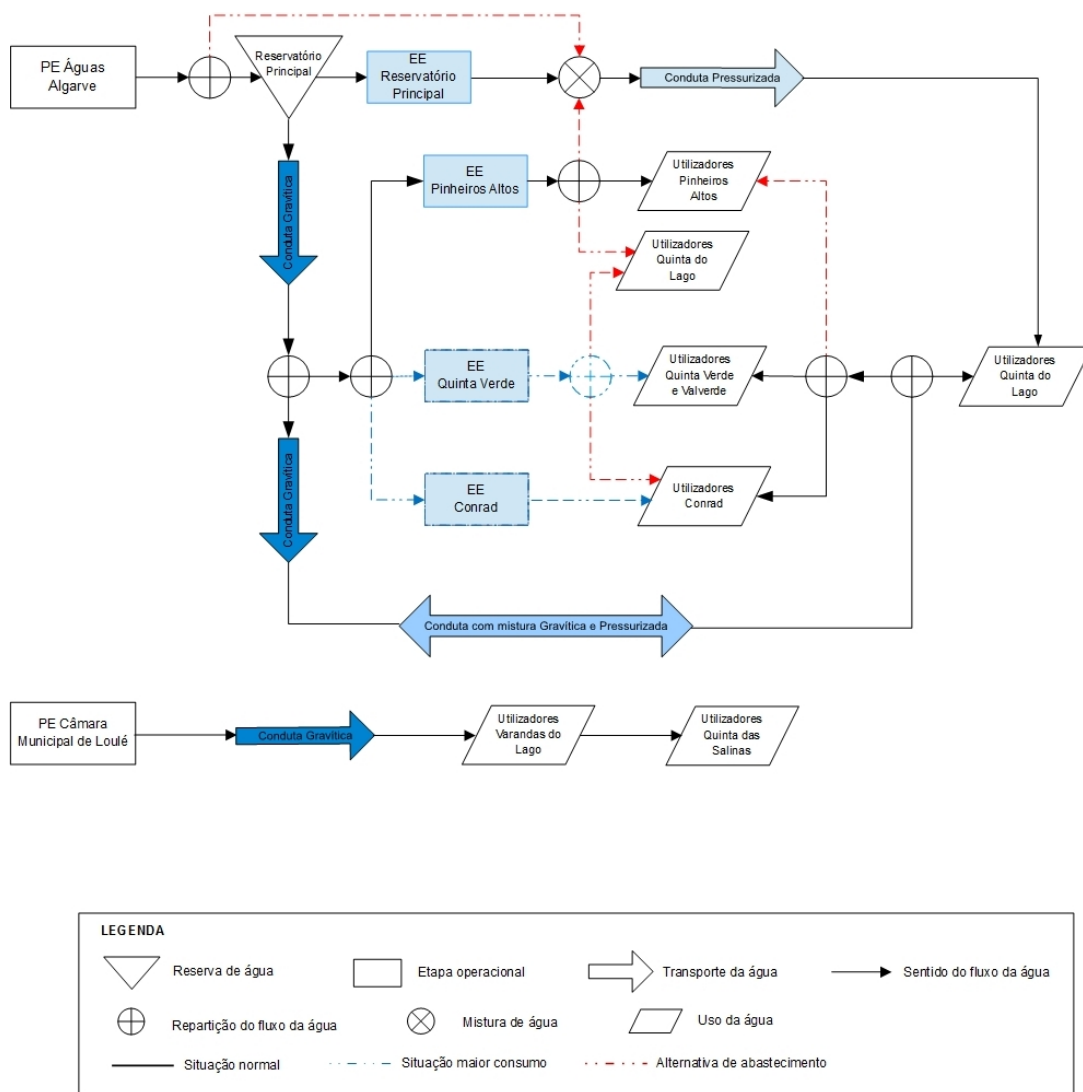 PE Águas
Algarve
Reservatório
Principal
EE
Reservatório
Principal
Conduta Pressurizada
Conduta Gravítica
EE
Pinheiros Altos
Utilizadores
Pinheiros
Altos
Utilizadores
Quinta do
Lago
EE
Quinta Verde
Utilizadores
Quinta Verde
e Valverde
Utilizadores
Quinta do
Lago
Conduta Gravítica
EE
Conrad
Utilizadores
Conrad
Conduta com mistura Gravítica e Pressurizada
PE Câmara
Municipal de Loulé
Conduta Gravítica
Utilizadores
Varandas do
Lago
Utilizadores
Quinta das
Salinas
LEGENDA
Reserva de água
Etapa operacional
Transporte da água
Sentido do fluxo da água
Repartição do fluxo da água
Mistura de água
Uso da água
Situação normal
Situação maior consumo
Alternativa de abastecimento